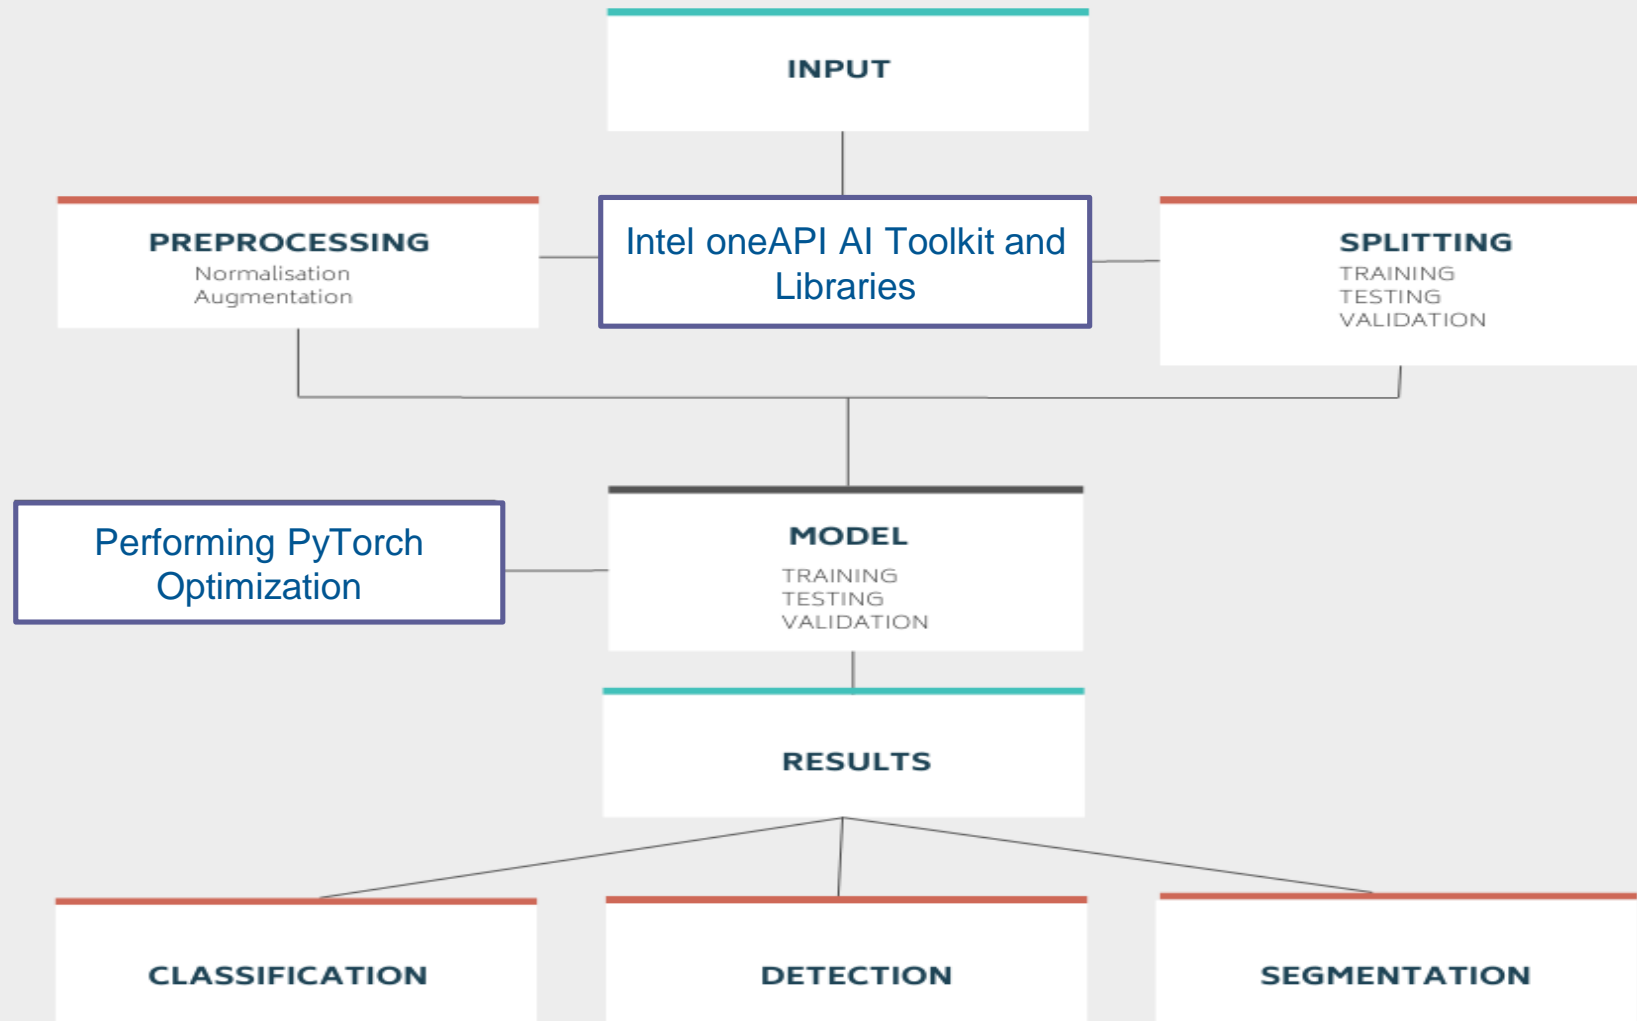 INPUT
PREPROCESSING
Normalisation
Augmentation
Intel oneAPI AI Toolkit and
Libraries
SPLITTING
TRAINING
TESTING
VALIDATION
Performing PyTorch
Optimization
MODEL
TRAINING
TESTING
VALIDATION
RESULTS
CLASSIFICATION
DETECTION
SEGMENTATION